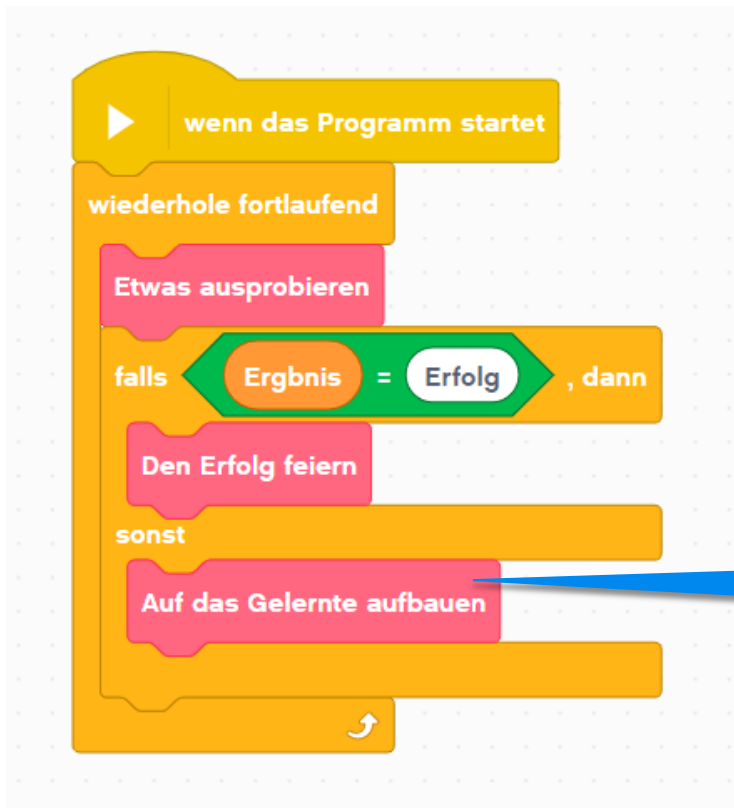 wenn das Programm startet
wiederhole fortlaufend
Etwas ausprobieren
falls Ergbnis = Erfolg , dann
Den Erfolg feiern
sonst
Auf das Gelernte aufbauen